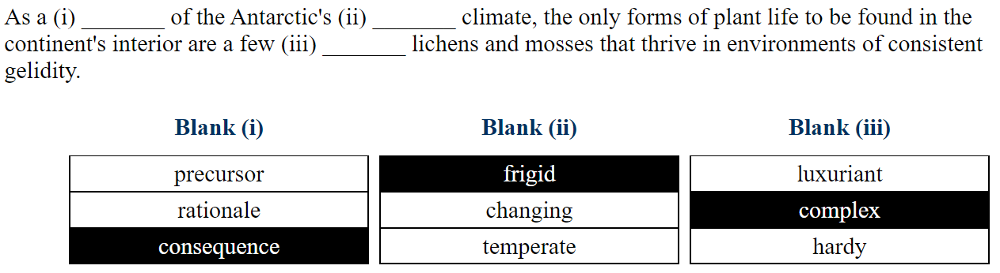 As a (i) ________ of the Antarctic's (ii) ________ climate, the only forms of plant life to be found in the
continent's interior are a few (iii) ________ lichens and mosses that thrive in environments of consistent
gelidity.
Blank (i) Blank (ii) Blank (iii)
precursor frigid luxuriant
rationale changing complex
consequence temperate hardy